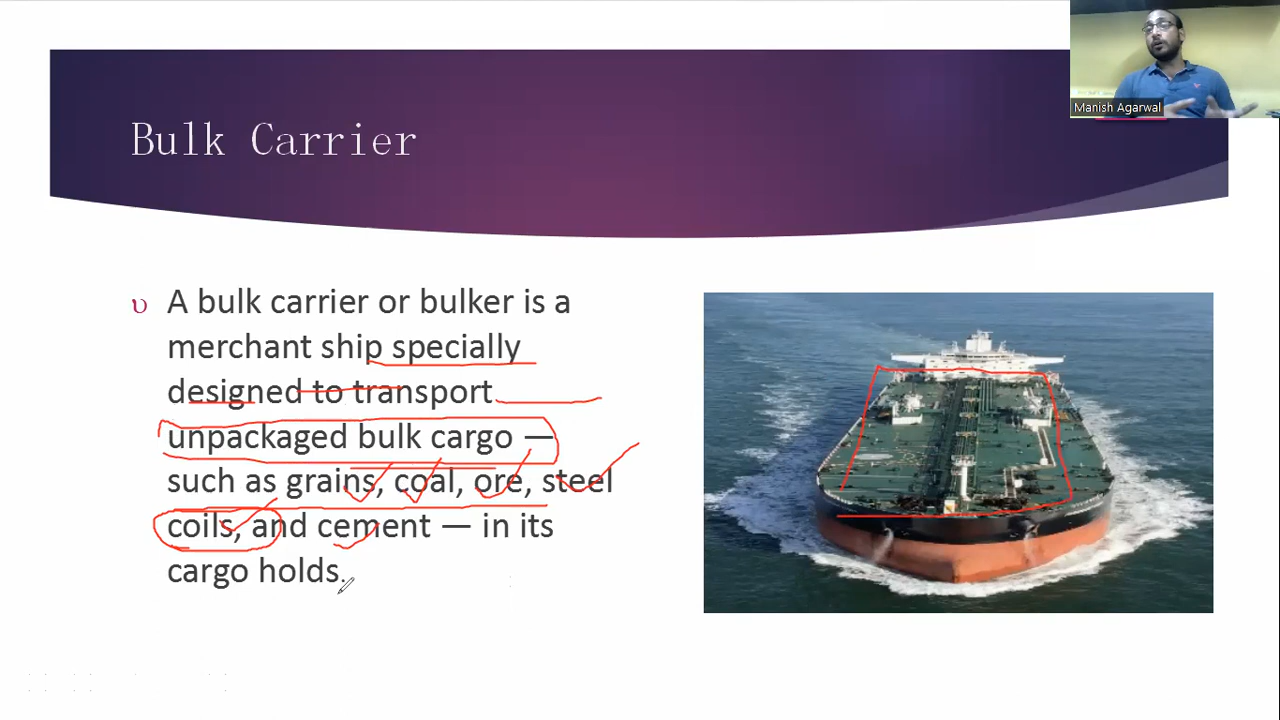 Manish Agarwal
Bulk Carrier
υ A bulk carrier or bulker is a
merchant ship specially
designed to transport
unpackaged bulk cargo —
such as grains, coal, ore, steel
coils, and cement — in its
cargo holds.